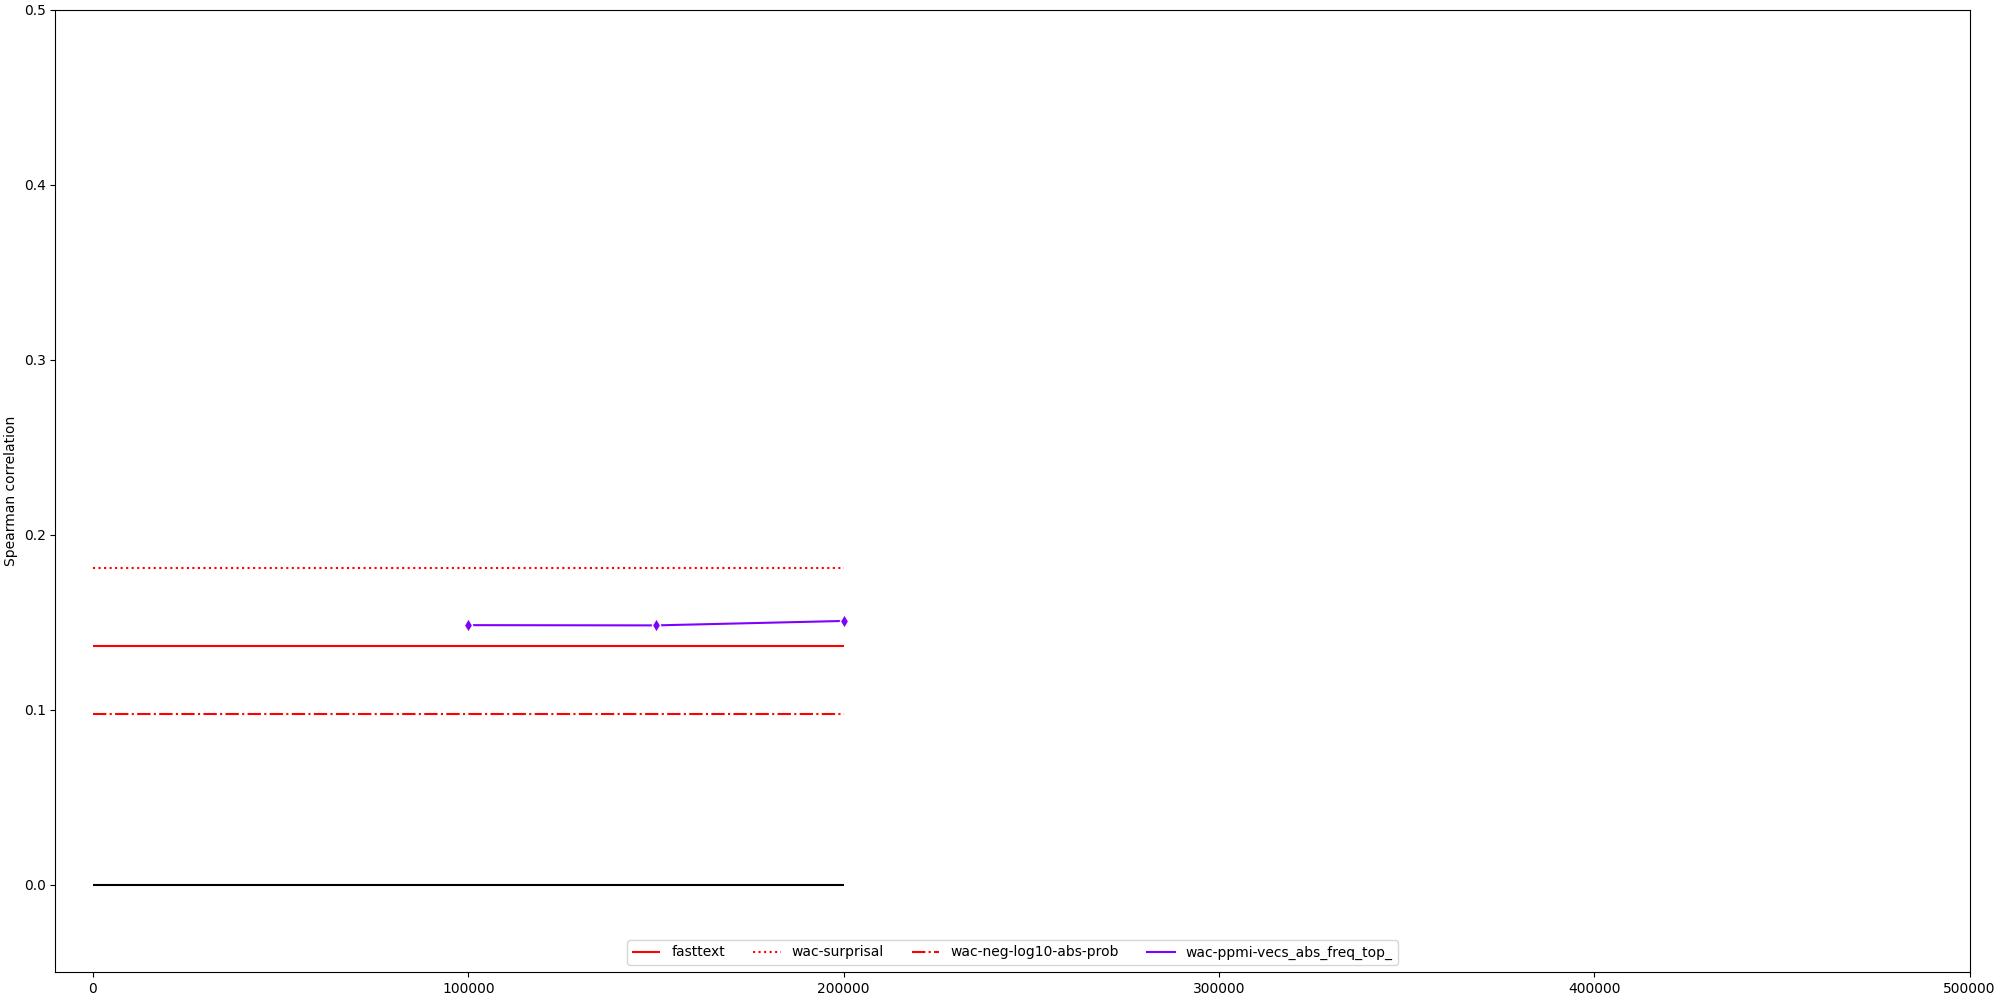 0.5
0.4
0.3
0.2
0.1
0.0
Spearman correlation
fasttext wac-surprisal wac-neg-log10-abs-prob wac-ppmi-vecs_abs_freq_top_
0 100000 200000 300000 400000 500000